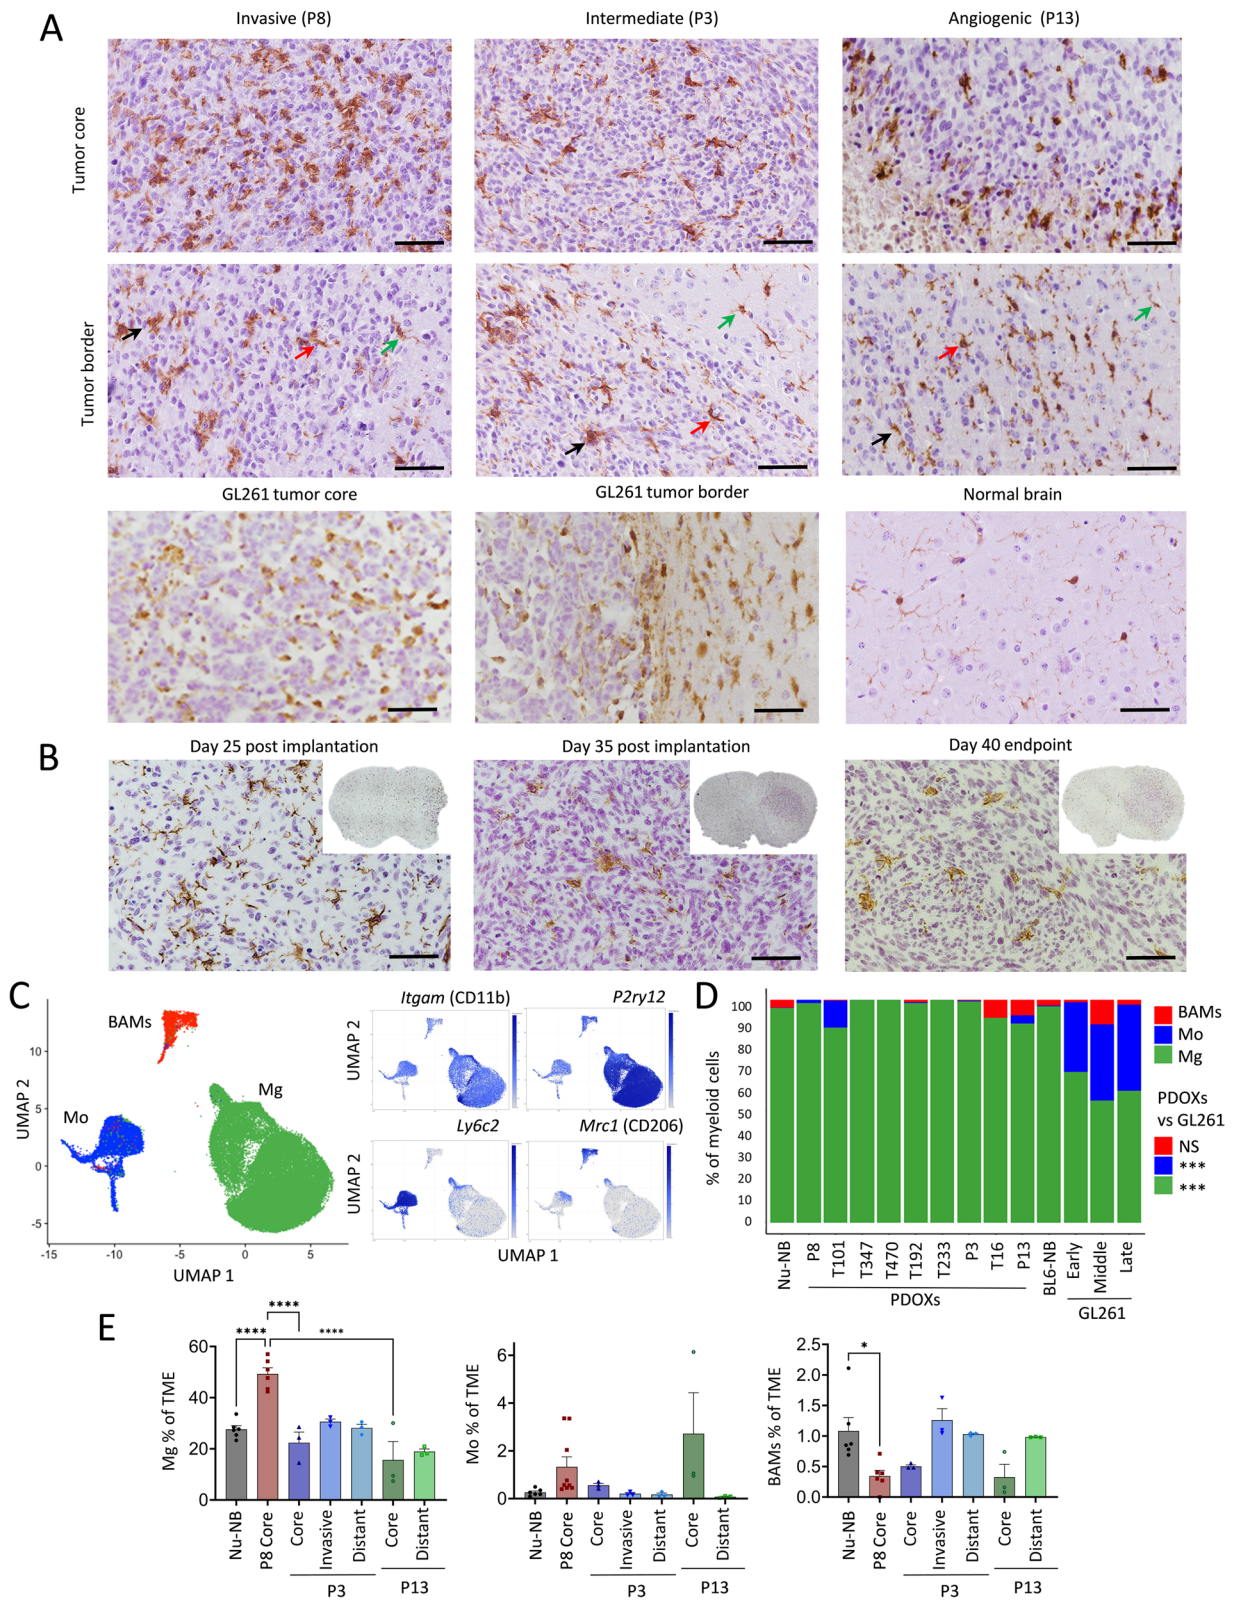 A
Invasive (P8)
Intermediate (P3)
Angiogenic (P13)
Tumor core
Tumor border
GL261 tumor core
GL261 tumor border
Normal brain
B
Day 25 post implantation
Day 35 post implantation
Day 40 endpoint
C
UMAP 2
10
5
0
-5
-15
-10
-5
0
5
UMAP 1
BAMs
Mg
Mo
Itgam (CD11b)
P2ry12
Ly6c2
Mrc1 (CD206)
UMAP 2
UMAP 2
UMAP 1
D
% of myeloid cells
100
90
80
70
60
50
40
30
20
10
0
Nu-NB
P8
T101
T347
T470
T192
T233
P3
T16
P13
BL6-NB
Early
Middle
Late
PDOXs
GL261
BAMs
Mo
Mg
PDOXs
vs GL261
NS
***
***
E
Mg % of TME
60
40
20
0
****
****
****
Nu-NB
P8 Core
Core
Invasive
Distant
Core
Distant
P3
P13
Mo % of TME
6
4
2
0
Nu-NB
P8 Core
Core
Invasive
Distant
Core
Distant
P3
P13
BAMs % of TME
2.5
2.0
1.5
1.0
0.5
0.0
*
Nu-NB
P8 Core
Core
Invasive
Distant
Core
Distant
P3
P13